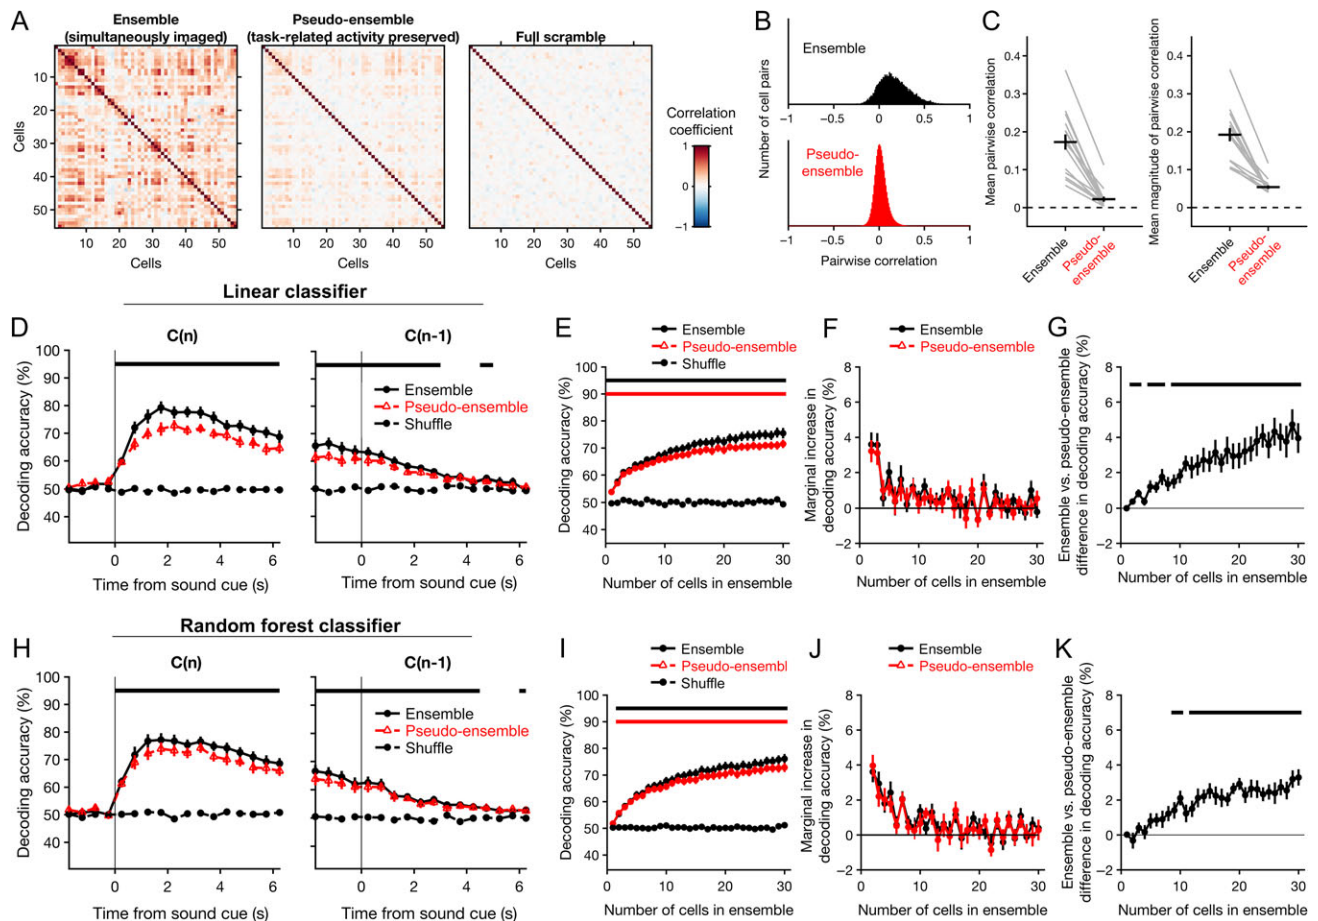 A
Ensemble
(simultaneously imaged)
Pseudo-ensemble
(task-related activity preserved)
Full scramble
Cells
10
20
30
40
50
10 20 30 40 50
10 20 30 40 50
10 20 30 40 50
Cells
Cells
Cells
Correlation
coefficient
1
0
−1
B
Number of cell pairs
Ensemble
−1 −0.5 0 0.5 1
Pseudo-
ensemble
−1 −0.5 0 0.5 1
Pairwise correlation
C
Mean pairwise correlation
0.4
0.3
0.2
0.1
0
Ensemble
Pseudo-
ensemble
Mean magnitude of pairwise correlation
0.4
0.3
0.2
0.1
0
Ensemble
Pseudo-
ensemble
Linear classifier
D
C(n)
C(n-1)
Decoding accuracy (%)
100
90
80
70
60
50
40
Ensemble
Pseudo-ensemble
Shuffle
0 2 4 6
0 2 4 6
Time from sound cue (s)
Time from sound cue (s)
E
Ensemble
Pseudo-ensemble
Shuffle
Decoding accuracy (%)
100
90
80
70
60
50
40
0 10 20 30
Number of cells in ensemble
F
Ensemble
Pseudo-ensemble
Marginal increase in
decoding accuracy (%)
8
6
4
2
0
−2
0 10 20 30
Number of cells in ensemble
G
Ensemble vs. pseudo-ensemble
difference in decoding accuracy (%)
8
6
4
2
0
−2
0 10 20 30
Number of cells in ensemble
Random forest classifier
H
C(n)
C(n-1)
Decoding accuracy (%)
100
90
80
70
60
50
40
Ensemble
Pseudo-ensemble
Shuffle
0 2 4 6
0 2 4 6
Time from sound cue (s)
Time from sound cue (s)
I
Ensemble
Pseudo-ensembl
Shuffle
Decoding accuracy (%)
100
90
80
70
60
50
40
0 10 20 30
Number of cells in ensemble
J
Ensemble
Pseudo-ensemble
Marginal increase in
decoding accuracy (%)
8
6
4
2
0
−2
0 10 20 30
Number of cells in ensemble
K
Ensemble vs. pseudo-ensemble
difference in decoding accuracy (%)
8
6
4
2
0
−2
0 10 20 30
Number of cells in ensemble